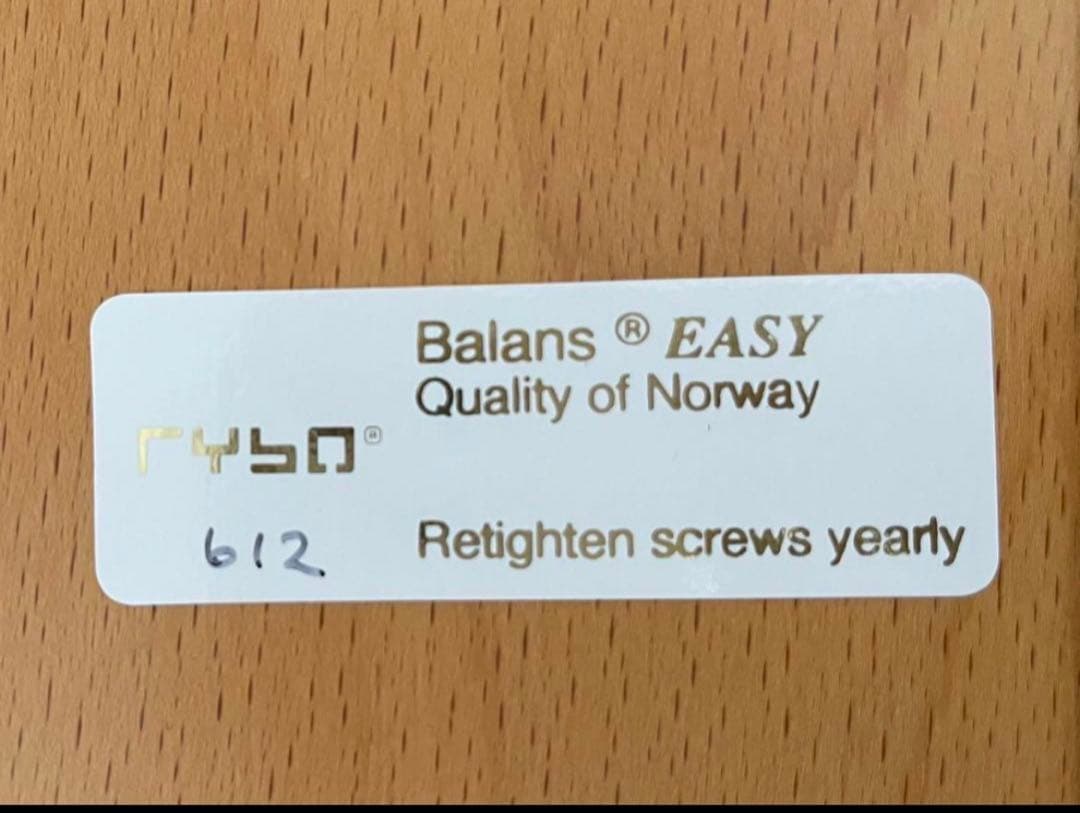 Balans ® EASY
Quality of Norway
rybo®
612
Retighten screws yearly